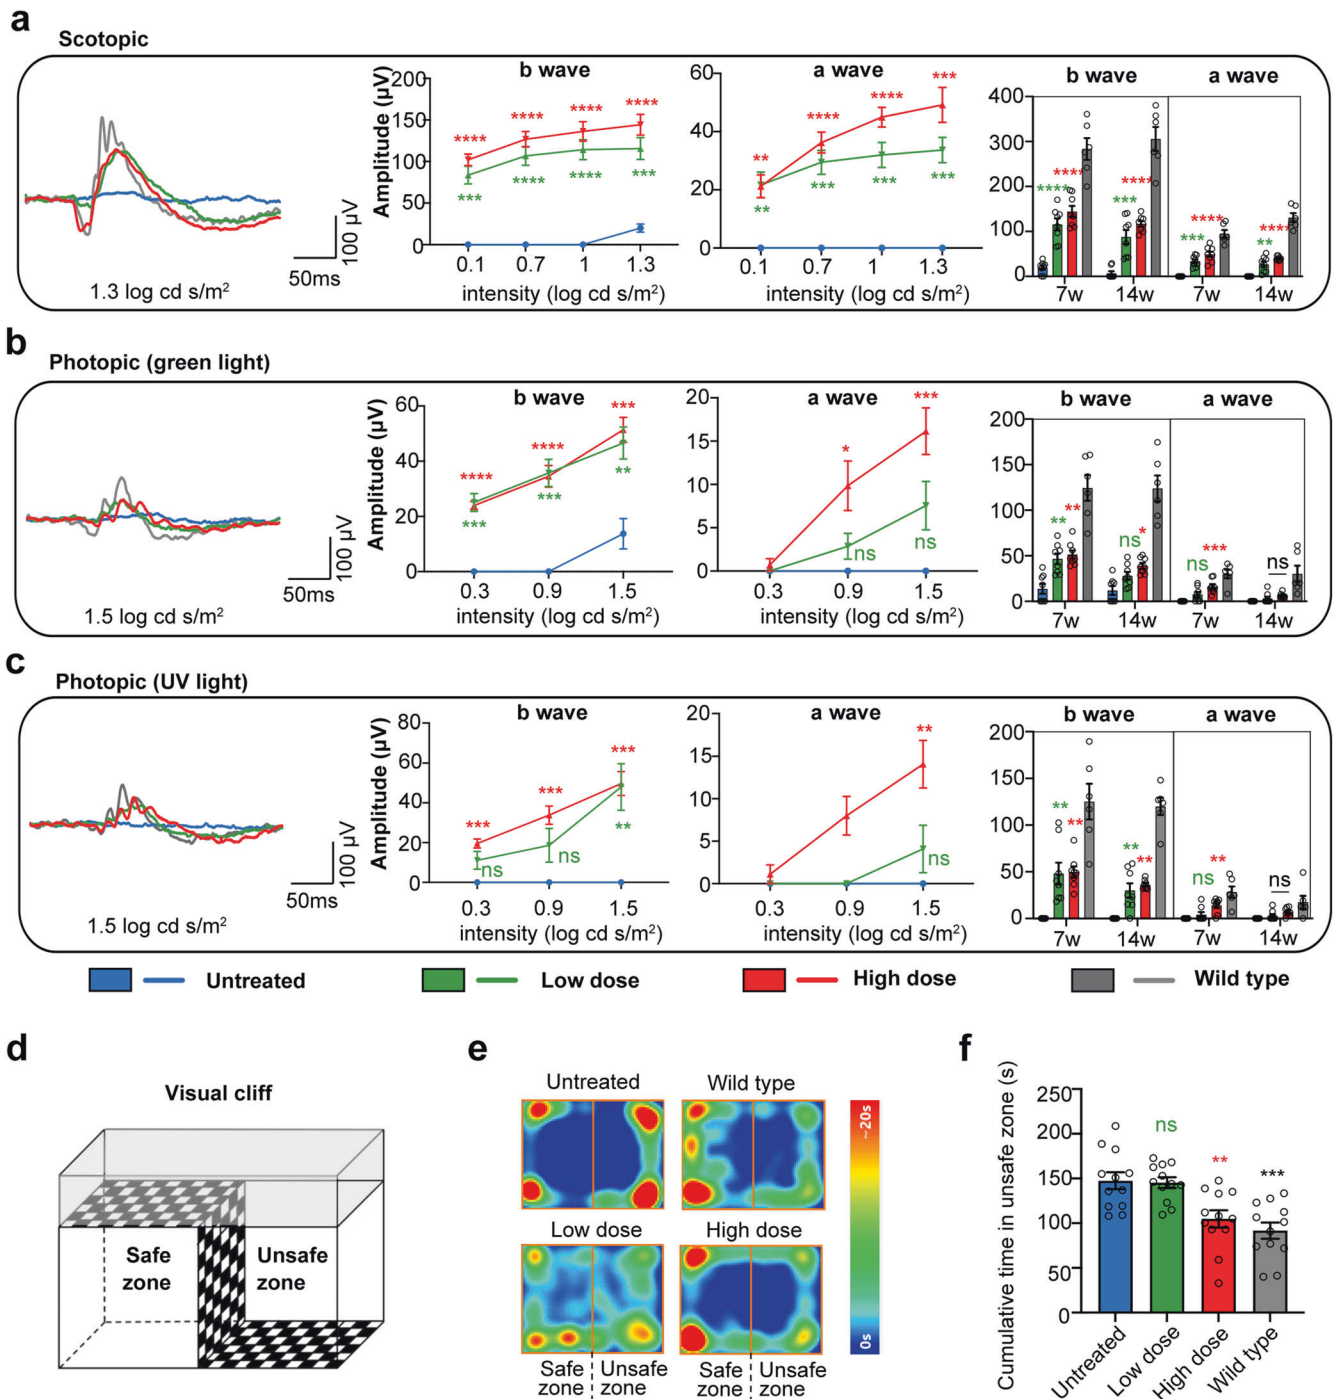 a
Scotopic
b wave
a wave
b wave
a wave
Amplitude (µV)
200
150
100
50
0
0.1
0.7
1
1.3
intensity (log cd s/m²)
****
****
****
****
***
****
****
***
60
40
20
0
0.1
0.7
1
1.3
intensity (log cd s/m²)
**
****
****
***
**
***
***
***
400
300
200
100
0
****
****
***
****
***
****
**
****
7w
14w
7w
14w
100 µV
50ms
1.3 log cd s/m²
b
Photopic (green light)
b wave
a wave
b wave
a wave
Amplitude (µV)
60
40
20
0
0.3
0.9
1.5
intensity (log cd s/m²)
****
****
***
***
***
**
20
15
10
5
0
0.3
0.9
1.5
intensity (log cd s/m²)
*
***
ns
ns
200
150
100
50
0
**
**
ns
*
ns
***
ns
7w
14w
7w
14w
100 µV
50ms
1.5 log cd s/m²
c
Photopic (UV light)
b wave
a wave
b wave
a wave
Amplitude (µV)
80
60
40
20
0
0.3
0.9
1.5
intensity (log cd s/m²)
***
***
***
ns
ns
**
20
15
10
5
0
0.3
0.9
1.5
intensity (log cd s/m²)
**
ns
200
150
100
50
0
**
**
**
**
ns
**
ns
7w
14w
7w
14w
100 µV
50ms
1.5 log cd s/m²
Untreated
Low dose
High dose
Wild type
d
Visual cliff
Safe
zone
Unsafe
zone
e
Untreated
Wild type
Low dose
High dose
Safe
zone
Unsafe
zone
Safe
zone
Unsafe
zone
~20s
0s
f
Cumulative time in unsafe zone (s)
250
200
150
100
50
0
ns
**
***
Untreated
Low dose
High dose
Wild type